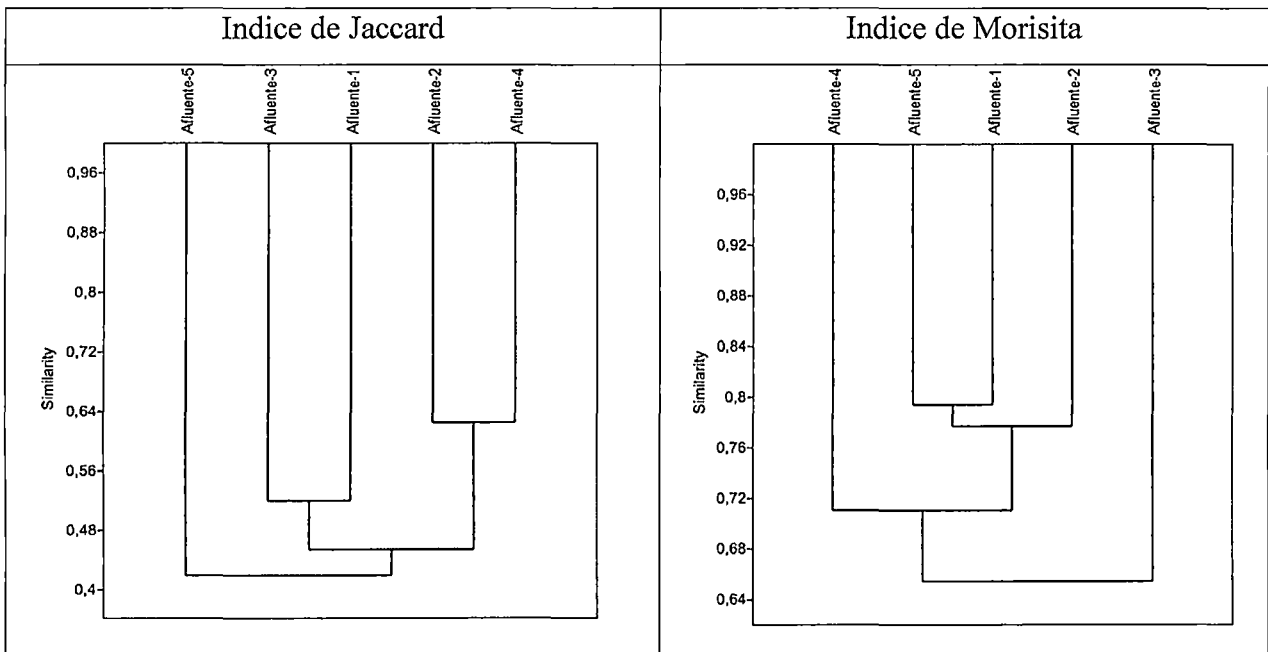 Indice de Jaccard
Afluente-5
Afluente-3
Afluente-1
Afluente-2
Afluente-4
0,96
0,88
0,8
0,72
0,64
0,56
0,48
0,4
Similarity
Indice de Morisita
Afluente-4
Afluente-5
Afluente-1
Afluente-2
Afluente-3
0,96
0,92
0,88
0,84
0,8
0,76
0,72
0,68
0,64
Similarity